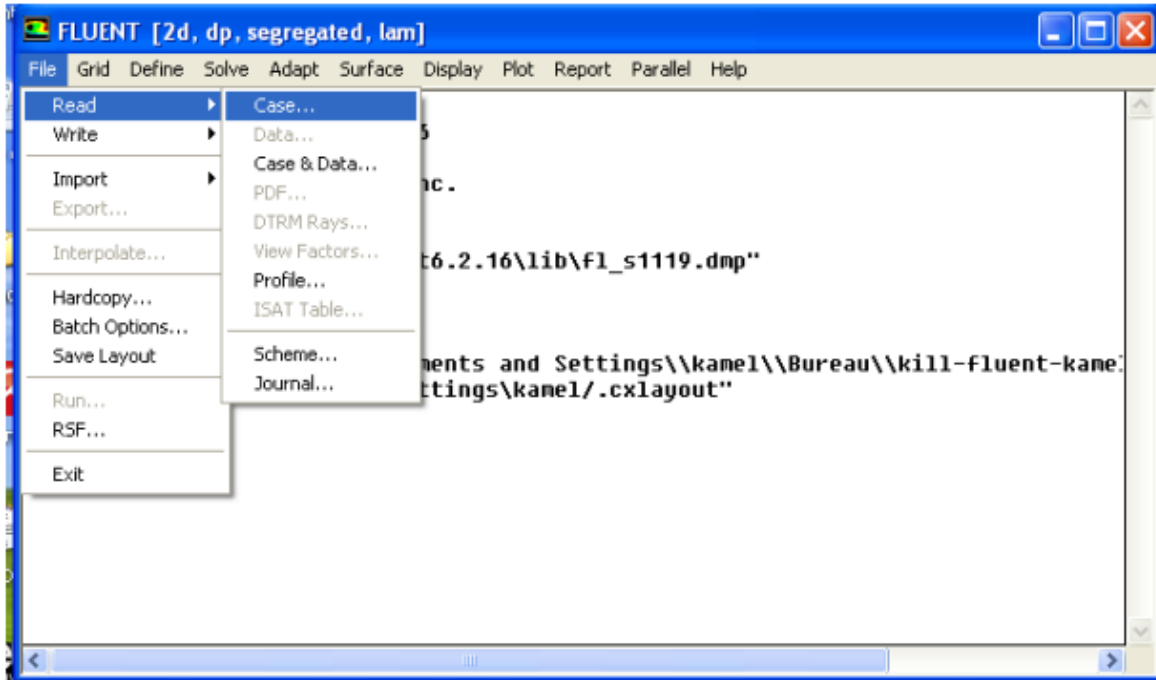 FLUENT [2d, dp, segregated, lam]
File Grid Define Solve Adapt Surface Display Plot Report Parallel Help
Read
Write
Import
Export...
Interpolate...
Hardcopy...
Batch Options...
Save Layout
Run...
RSF...
Exit
Case...
Data...
Case & Data...
PDF...
DTRM Rays...
View Factors...
Profile...
ISAT Table...
Scheme...
Journal...
nc.
t6.2.16\lib\fl_s1119.dmp"
ments and Settings\\kamel\\Bureau\\kill-fluent-kame
ttings\kamel/.cxlayout"